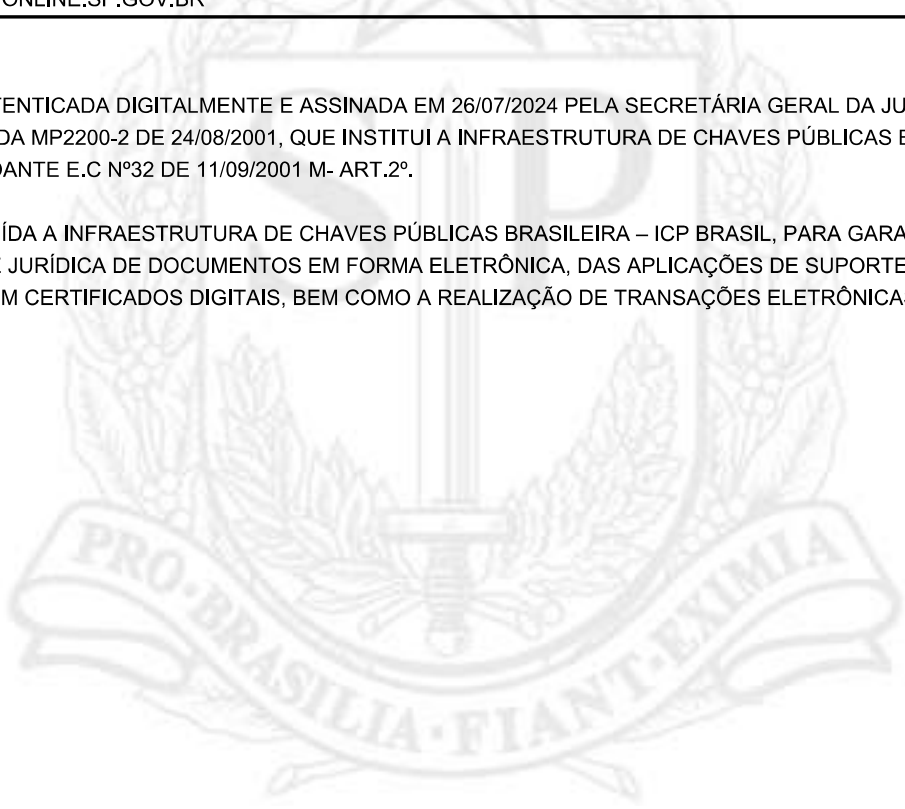 ONLINE.SP.GOV.BR
TENTICADA DIGITALMENTE E ASSINADA EM 26/07/2024 PELA SECRETÁRIA GERAL DA JU
DA MP2200-2 DE 24/08/2001, QUE INSTITUI A INFRAESTRUTURA DE CHAVES PÚBLICAS B
DANTE E.C Nº32 DE 11/09/2001 M- ART.2º.
ÍDA A INFRAESTRUTURA DE CHAVES PÚBLICAS BRASILEIRA – ICP BRASIL, PARA GARA
E JURÍDICA DE DOCUMENTOS EM FORMA ELETRÔNICA, DAS APLICAÇÕES DE SUPORTE
M CERTIFICADOS DIGITAIS, BEM COMO A REALIZAÇÃO DE TRANSAÇÕES ELETRÔNICAS
SP
PRO·BRASILIA·FIANT·EXIMIA